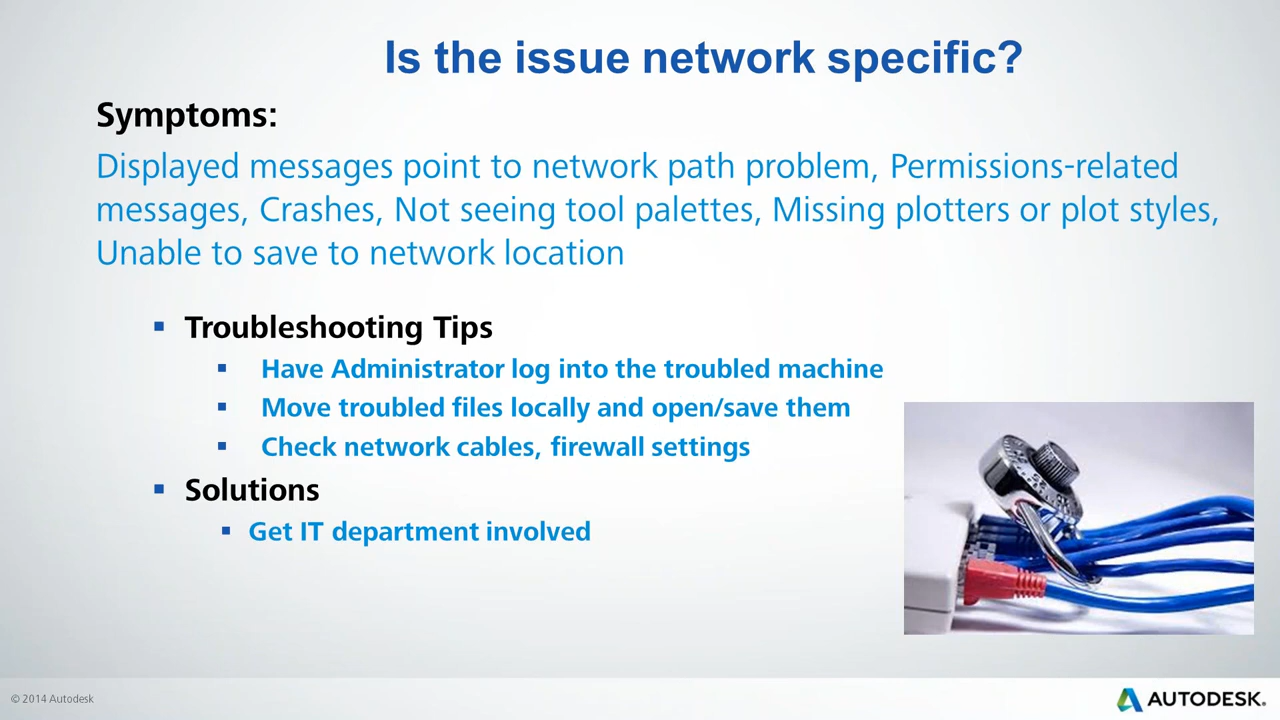 Is the issue network specific?
Symptoms:
Displayed messages point to network path problem, Permissions-related
messages, Crashes, Not seeing tool palettes, Missing plotters or plot styles,
Unable to save to network location
▪ Troubleshooting Tips
▪ Have Administrator log into the troubled machine
▪ Move troubled files locally and open/save them
▪ Check network cables, firewall settings
▪ Solutions
▪ Get IT department involved
© 2014 Autodesk
AUTODESK.